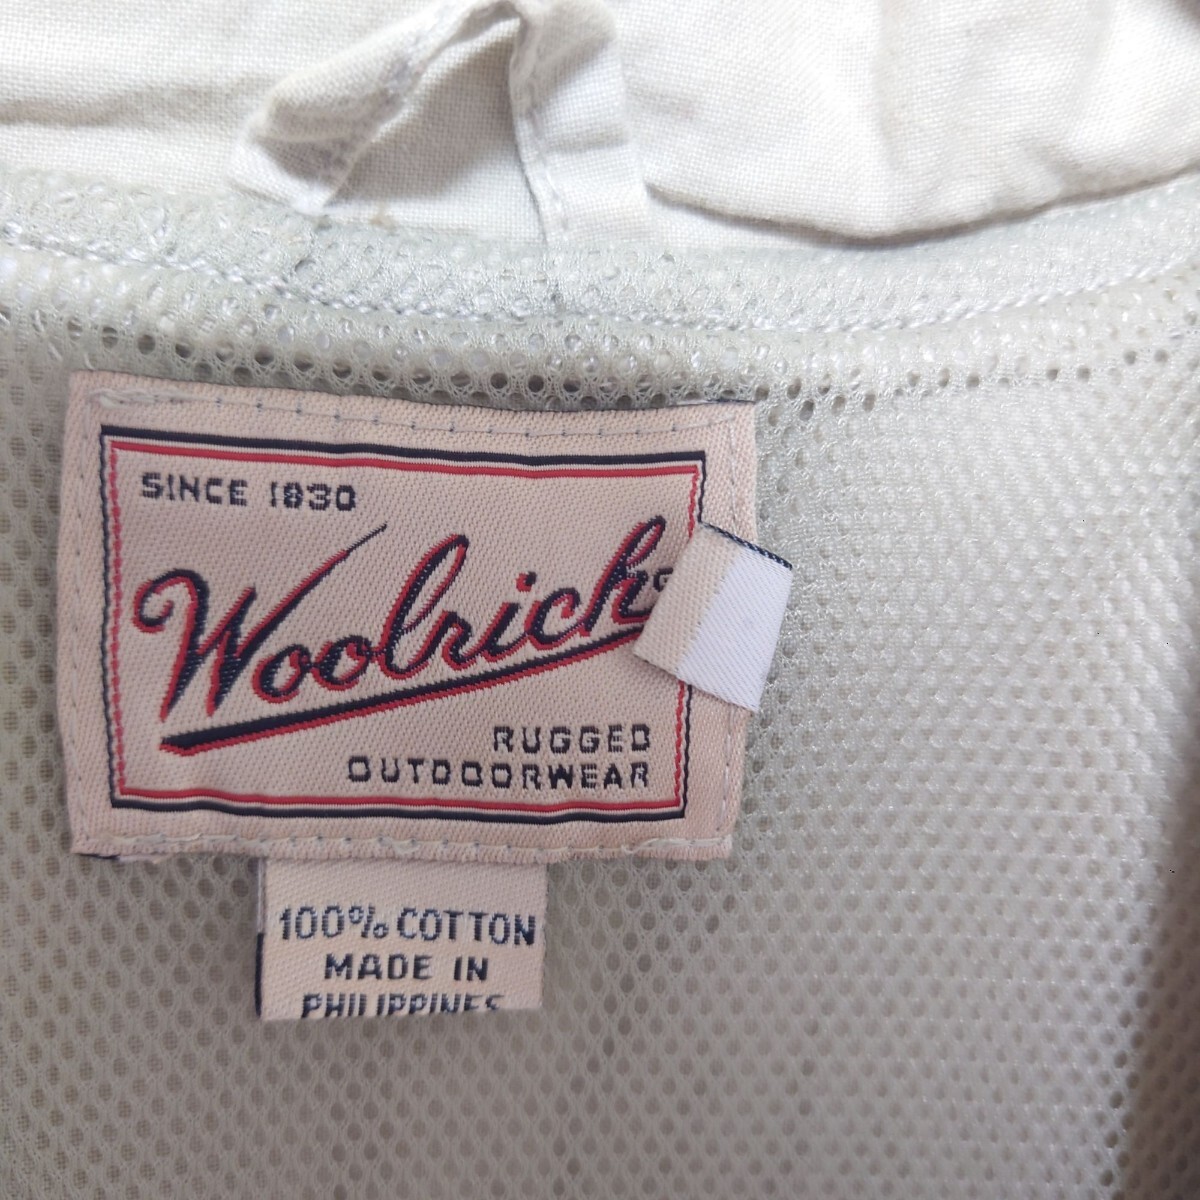 SINCE 1830
Woolrich
RUGGED
OUTDOORWEAR
100% COTTON
MADE IN
PHILIPPINES